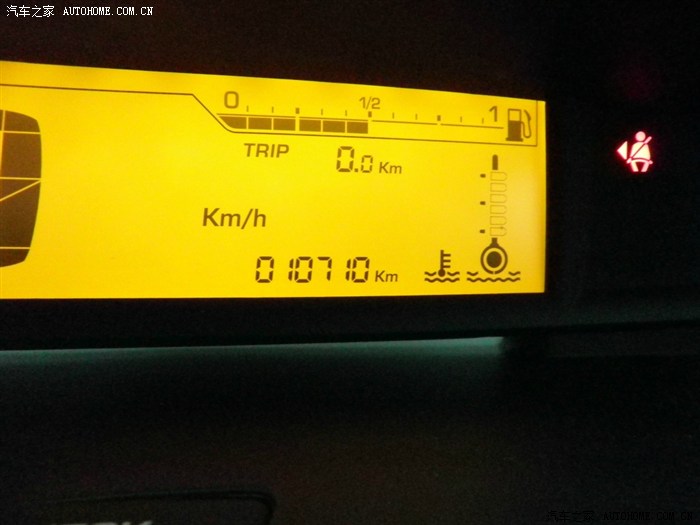 汽车之家 AUTOHOME.COM.CN
0 1/2 1
TRIP 0.0 Km
Km/h
010710 Km
汽车之家 AUTOHOME.COM.CN